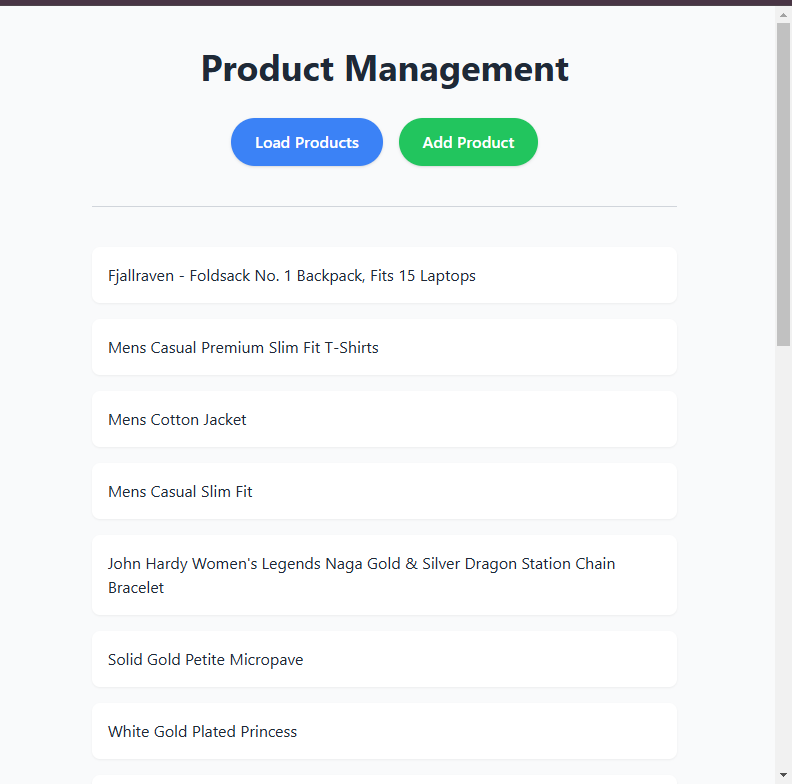 Product Management
Load Products
Add Product
Fjallraven - Foldsack No. 1 Backpack, Fits 15 Laptops
Mens Casual Premium Slim Fit T-Shirts
Mens Cotton Jacket
Mens Casual Slim Fit
John Hardy Women's Legends Naga Gold & Silver Dragon Station Chain
Bracelet
Solid Gold Petite Micropave
White Gold Plated Princess